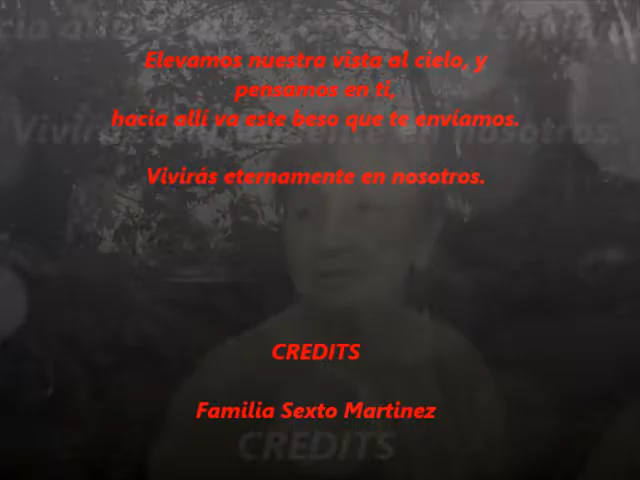 Elevamos nuestra vista al cielo, y
pensamos en tí,
hacia allí va este beso que te envíamos.
Vivirás eternamente en nosotros.
CREDITS
Familia Sexto Martinez
CREDITS